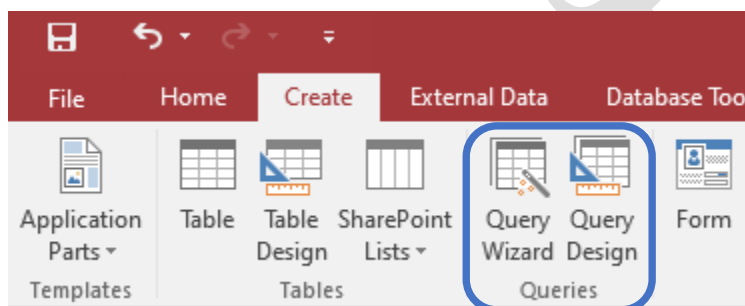 File Home Create External Data Database Too
Application Parts Table Table Design SharePoint Lists Query Wizard Query Design Form
Templates Tables Queries